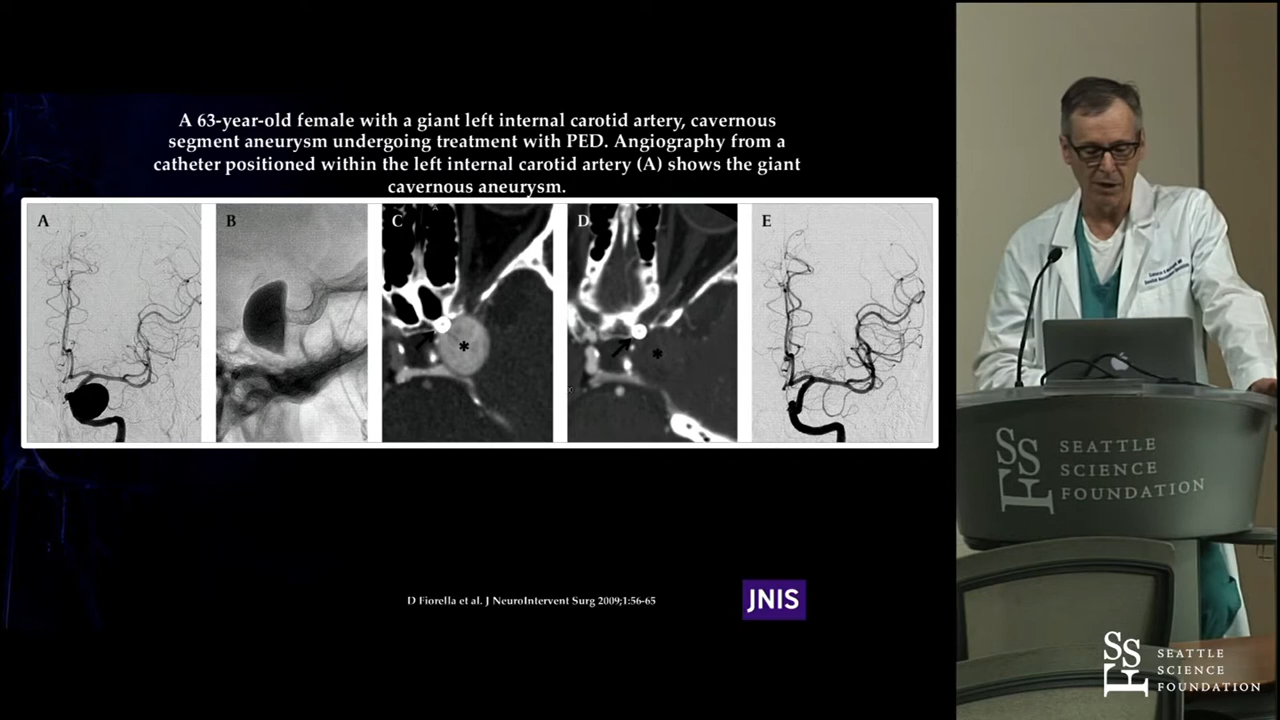 A 63-year-old female with a giant left internal carotid artery, cavernous
segment aneurysm undergoing treatment with PED. Angiography from a
catheter positioned within the left internal carotid artery (A) shows the giant
cavernous aneurysm.
A B C D E
* *
D Fiorella et al. J NeuroIntervent Surg 2009;1:56-65
JNIS
SSF
SEATTLE
SCIENCE
FOUNDATION
SSF
SEATTLE
SCIENCE
FOUNDATION